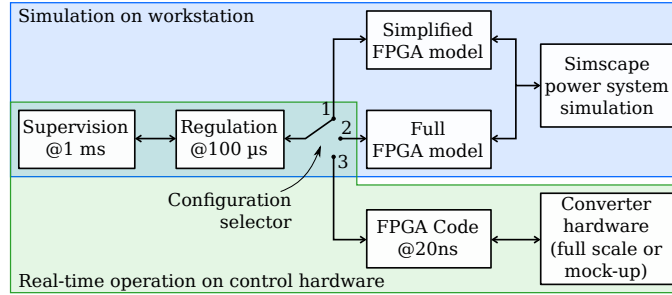 Simulation on workstation
Simplified
FPGA model
Simscape
power system
simulation
1
Supervision
@1 ms
Regulation
@100 µs
2
Full
FPGA model
3
Configuration
selector
FPGA Code
@20ns
Converter
hardware
(full scale or
mock-up)
Real-time operation on control hardware